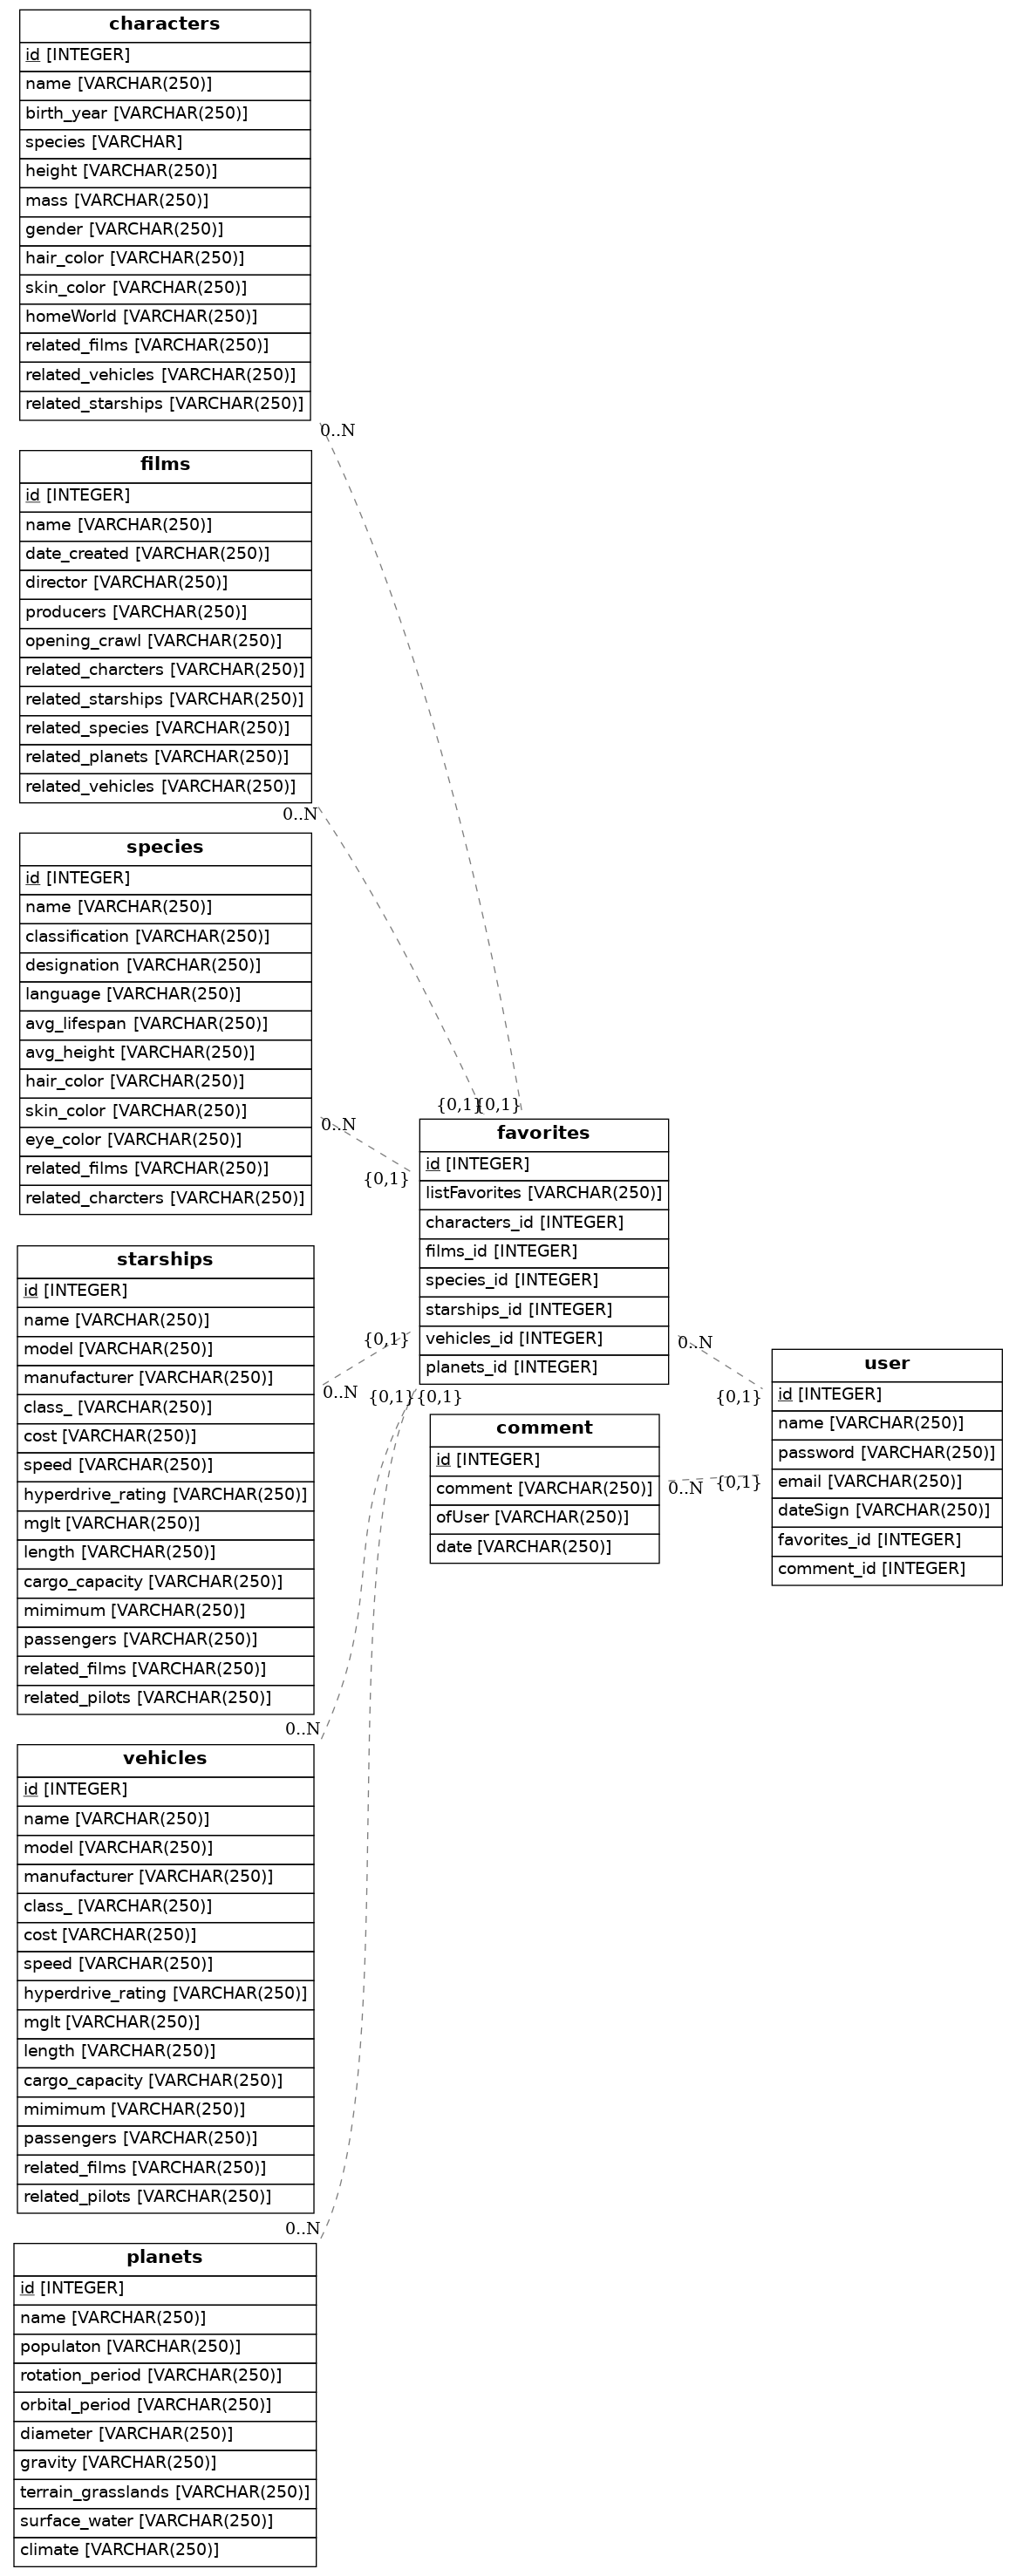 characters
id [INTEGER]
name [VARCHAR(250)]
birth_year [VARCHAR(250)]
species [VARCHAR]
height [VARCHAR(250)]
mass [VARCHAR(250)]
gender [VARCHAR(250)]
hair_color [VARCHAR(250)]
skin_color [VARCHAR(250)]
homeWorld [VARCHAR(250)]
related_films [VARCHAR(250)]
related_vehicles [VARCHAR(250)]
related_starships [VARCHAR(250)]
0..N
films
id [INTEGER]
name [VARCHAR(250)]
date_created [VARCHAR(250)]
director [VARCHAR(250)]
producers [VARCHAR(250)]
opening_crawl [VARCHAR(250)]
related_charcters [VARCHAR(250)]
related_starships [VARCHAR(250)]
related_species [VARCHAR(250)]
related_planets [VARCHAR(250)]
related_vehicles [VARCHAR(250)]
0..N
species
id [INTEGER]
name [VARCHAR(250)]
classification [VARCHAR(250)]
designation [VARCHAR(250)]
language [VARCHAR(250)]
avg_lifespan [VARCHAR(250)]
avg_height [VARCHAR(250)]
hair_color [VARCHAR(250)]
skin_color [VARCHAR(250)]
eye_color [VARCHAR(250)]
related_films [VARCHAR(250)]
related_charcters [VARCHAR(250)]
0..N
{0,1}
starships
id [INTEGER]
name [VARCHAR(250)]
model [VARCHAR(250)]
manufacturer [VARCHAR(250)]
class_ [VARCHAR(250)]
cost [VARCHAR(250)]
speed [VARCHAR(250)]
hyperdrive_rating [VARCHAR(250)]
mglt [VARCHAR(250)]
length [VARCHAR(250)]
cargo_capacity [VARCHAR(250)]
mimimum [VARCHAR(250)]
passengers [VARCHAR(250)]
related_films [VARCHAR(250)]
related_pilots [VARCHAR(250)]
{0,1}
0..N
0..N
vehicles
id [INTEGER]
name [VARCHAR(250)]
model [VARCHAR(250)]
manufacturer [VARCHAR(250)]
class_ [VARCHAR(250)]
cost [VARCHAR(250)]
speed [VARCHAR(250)]
hyperdrive_rating [VARCHAR(250)]
mglt [VARCHAR(250)]
length [VARCHAR(250)]
cargo_capacity [VARCHAR(250)]
mimimum [VARCHAR(250)]
passengers [VARCHAR(250)]
related_films [VARCHAR(250)]
related_pilots [VARCHAR(250)]
0..N
planets
id [INTEGER]
name [VARCHAR(250)]
populaton [VARCHAR(250)]
rotation_period [VARCHAR(250)]
orbital_period [VARCHAR(250)]
diameter [VARCHAR(250)]
gravity [VARCHAR(250)]
terrain_grasslands [VARCHAR(250)]
surface_water [VARCHAR(250)]
climate [VARCHAR(250)]
{0,1}
{0,1}
favorites
id [INTEGER]
listFavorites [VARCHAR(250)]
characters_id [INTEGER]
films_id [INTEGER]
species_id [INTEGER]
starships_id [INTEGER]
vehicles_id [INTEGER]
planets_id [INTEGER]
{0,1}
{0,1}
comment
id [INTEGER]
comment [VARCHAR(250)]
ofUser [VARCHAR(250)]
date [VARCHAR(250)]
0..N
{0,1}
0..N
{0,1}
user
id [INTEGER]
name [VARCHAR(250)]
password [VARCHAR(250)]
email [VARCHAR(250)]
dateSign [VARCHAR(250)]
favorites_id [INTEGER]
comment_id [INTEGER]